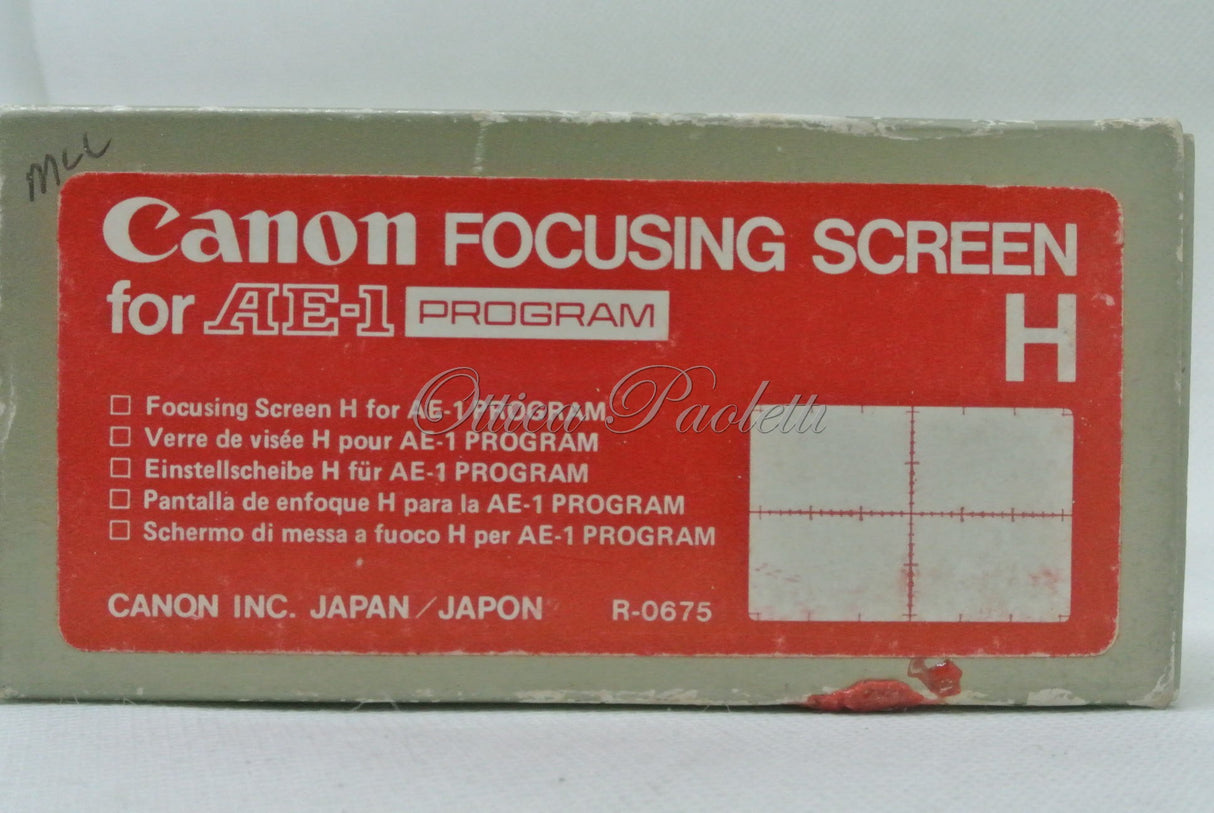 MLL
Canon FOCUSING SCREEN
for AE-1 PROGRAM
H
Focusing Screen H for AE-1 PROGRAM
Verre de visée H pour AE-1 PROGRAM
Einstellscheibe H für AE-1 PROGRAM
Pantalla de enfoque H para la AE-1 PROGRAM
Schermo di messa a fuoco H per AE-1 PROGRAM
Ottica Paoletti
CANON INC. JAPAN / JAPON R-0675